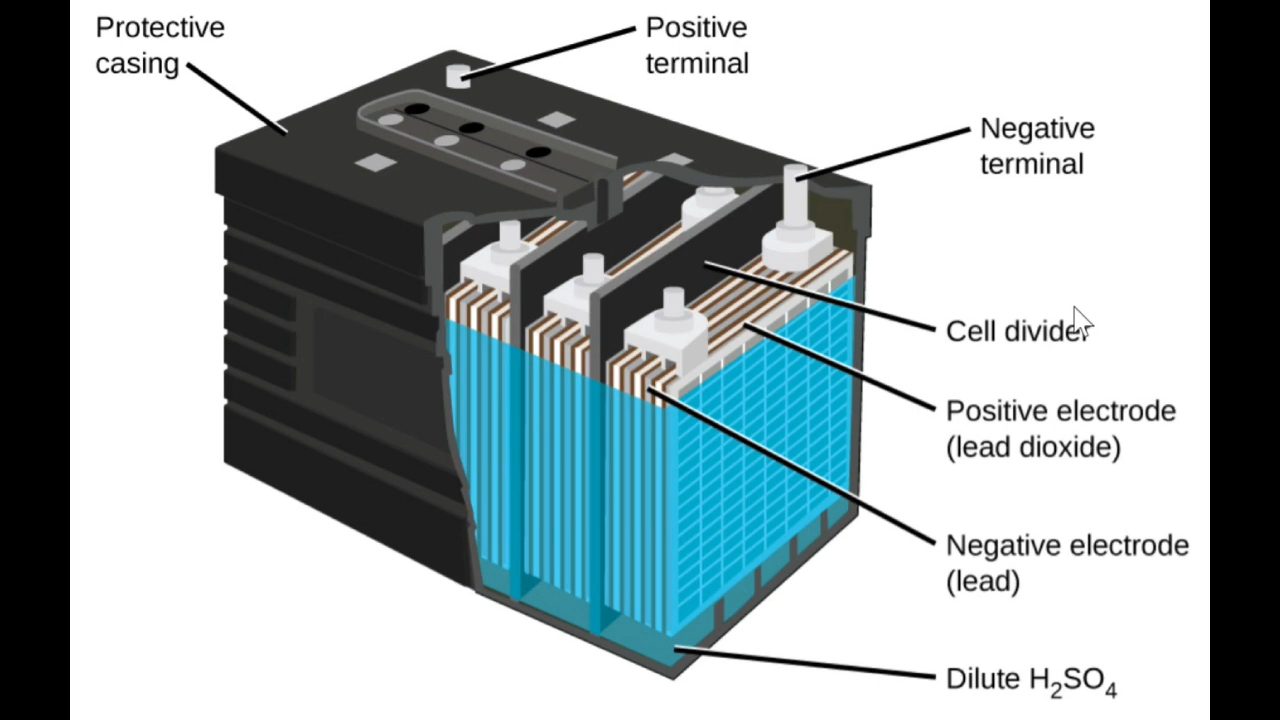 Protective
casing
Positive
terminal
Negative
terminal
Cell divider
Positive electrode
(lead dioxide)
Negative electrode
(lead)
Dilute H₂SO₄